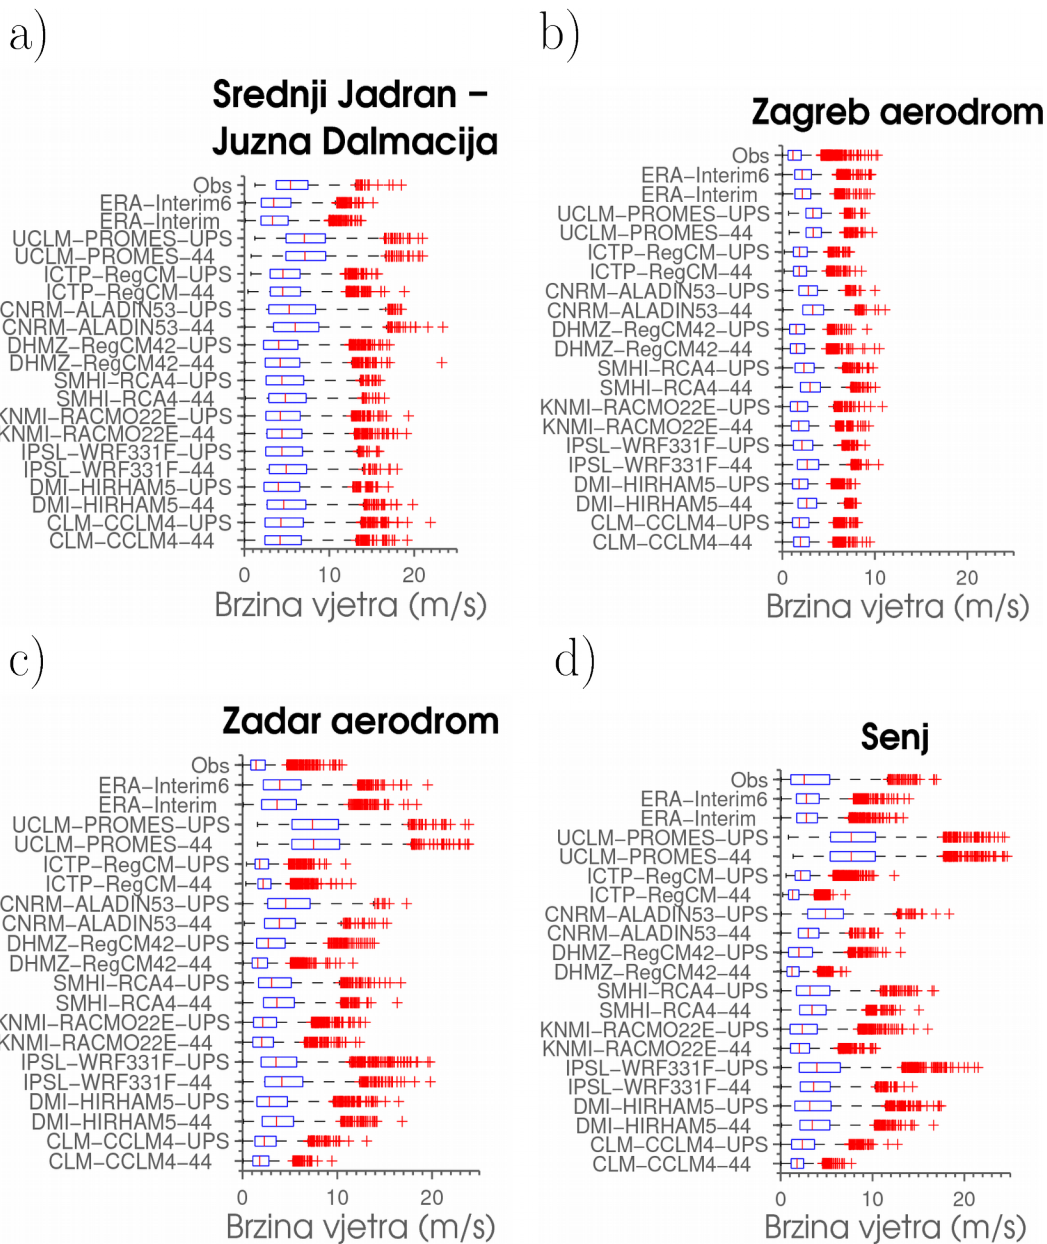 a)
Srednji Jadran –
Juzna Dalmacija
Obs
ERA–Interim6
ERA–Interim
UCLM–PROMES–UPS
UCLM–PROMES–44
ICTP–RegCM–UPS
ICTP–RegCM–44
CNRM–ALADIN53–UPS
CNRM–ALADIN53–44
DHMZ–RegCM42–UPS
DHMZ–RegCM42–44
SMHI–RCA4–UPS
SMHI–RCA4–44
KNMI–RACMO22E–UPS
KNMI–RACMO22E–44
IPSL–WRF331F–UPS
IPSL–WRF331F–44
DMI–HIRHAM5–UPS
DMI–HIRHAM5–44
CLM–CCLM4–UPS
CLM–CCLM4–44
0 10 20
Brzina vjetra (m/s)
b)
Zagreb aerodrom
Obs
ERA–Interim6
ERA–Interim
UCLM–PROMES–UPS
UCLM–PROMES–44
ICTP–RegCM–UPS
ICTP–RegCM–44
CNRM–ALADIN53–UPS
CNRM–ALADIN53–44
DHMZ–RegCM42–UPS
DHMZ–RegCM42–44
SMHI–RCA4–UPS
SMHI–RCA4–44
KNMI–RACMO22E–UPS
KNMI–RACMO22E–44
IPSL–WRF331F–UPS
IPSL–WRF331F–44
DMI–HIRHAM5–UPS
DMI–HIRHAM5–44
CLM–CCLM4–UPS
CLM–CCLM4–44
0 10 20
Brzina vjetra (m/s)
c)
Zadar aerodrom
Obs
ERA–Interim6
ERA–Interim
UCLM–PROMES–UPS
UCLM–PROMES–44
ICTP–RegCM–UPS
ICTP–RegCM–44
CNRM–ALADIN53–UPS
CNRM–ALADIN53–44
DHMZ–RegCM42–UPS
DHMZ–RegCM42–44
SMHI–RCA4–UPS
SMHI–RCA4–44
KNMI–RACMO22E–UPS
KNMI–RACMO22E–44
IPSL–WRF331F–UPS
IPSL–WRF331F–44
DMI–HIRHAM5–UPS
DMI–HIRHAM5–44
CLM–CCLM4–UPS
CLM–CCLM4–44
0 10 20
Brzina vjetra (m/s)
d)
Senj
Obs
ERA–Interim6
ERA–Interim
UCLM–PROMES–UPS
UCLM–PROMES–44
ICTP–RegCM–UPS
ICTP–RegCM–44
CNRM–ALADIN53–UPS
CNRM–ALADIN53–44
DHMZ–RegCM42–UPS
DHMZ–RegCM42–44
SMHI–RCA4–UPS
SMHI–RCA4–44
KNMI–RACMO22E–UPS
KNMI–RACMO22E–44
IPSL–WRF331F–UPS
IPSL–WRF331F–44
DMI–HIRHAM5–UPS
DMI–HIRHAM5–44
CLM–CCLM4–UPS
CLM–CCLM4–44
0 10 20
Brzina vjetra (m/s)